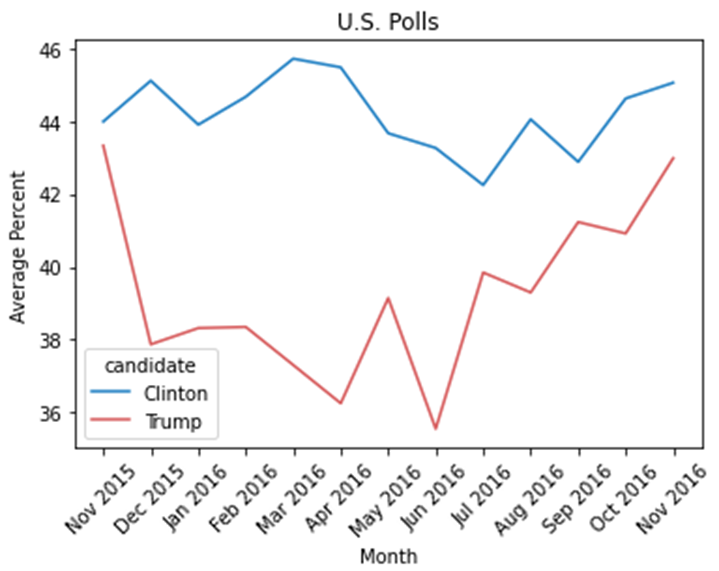 U.S. Polls
46
44
42
40
38
36
Average Percent
candidate
Clinton
Trump
Nov 2015
Dec 2015
Jan 2016
Feb 2016
Mar 2016
Apr 2016
May 2016
Jun 2016
Jul 2016
Aug 2016
Sep 2016
Oct 2016
Nov 2016
Month